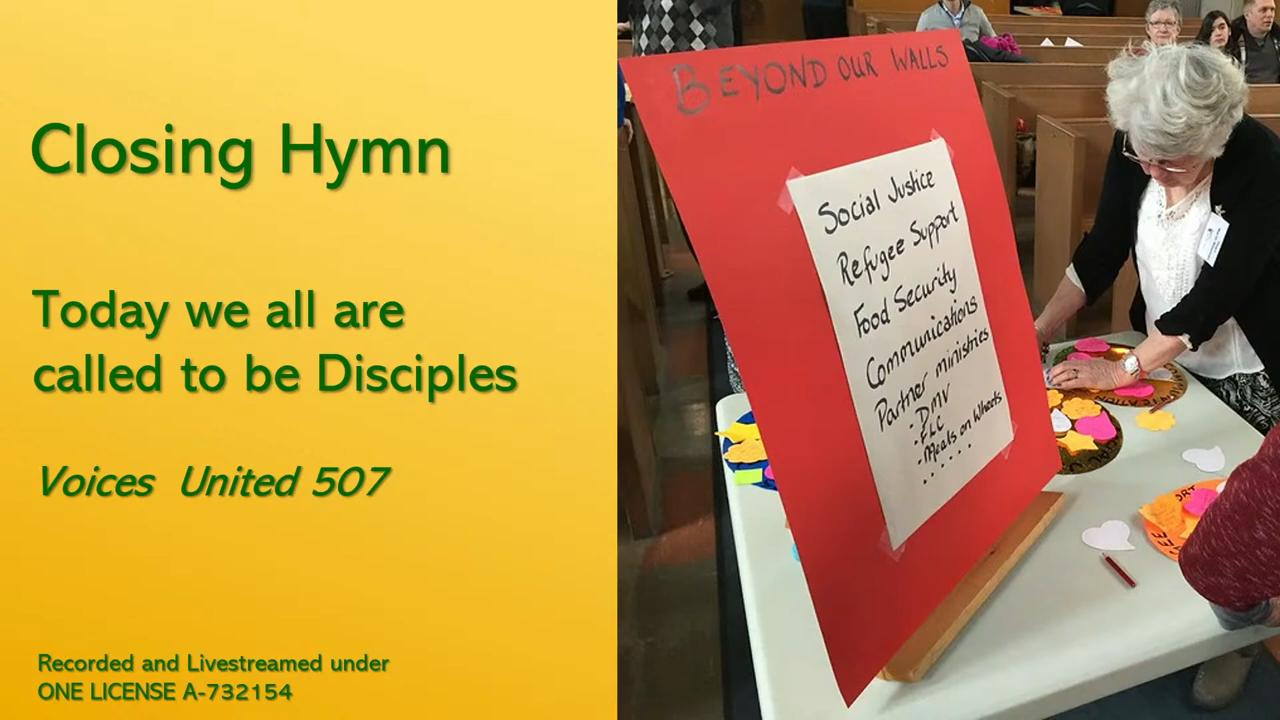 Closing Hymn
Today we all are
called to be Disciples
Voices United 507
Recorded and Livestreamed under
ONE LICENSE A-732154
BEYOND OUR WALLS
Social Justice
Refugee Support
Food Security
Communications
Partner ministries
- DMV
- FLC
- Meals on Wheels
. . . . . .